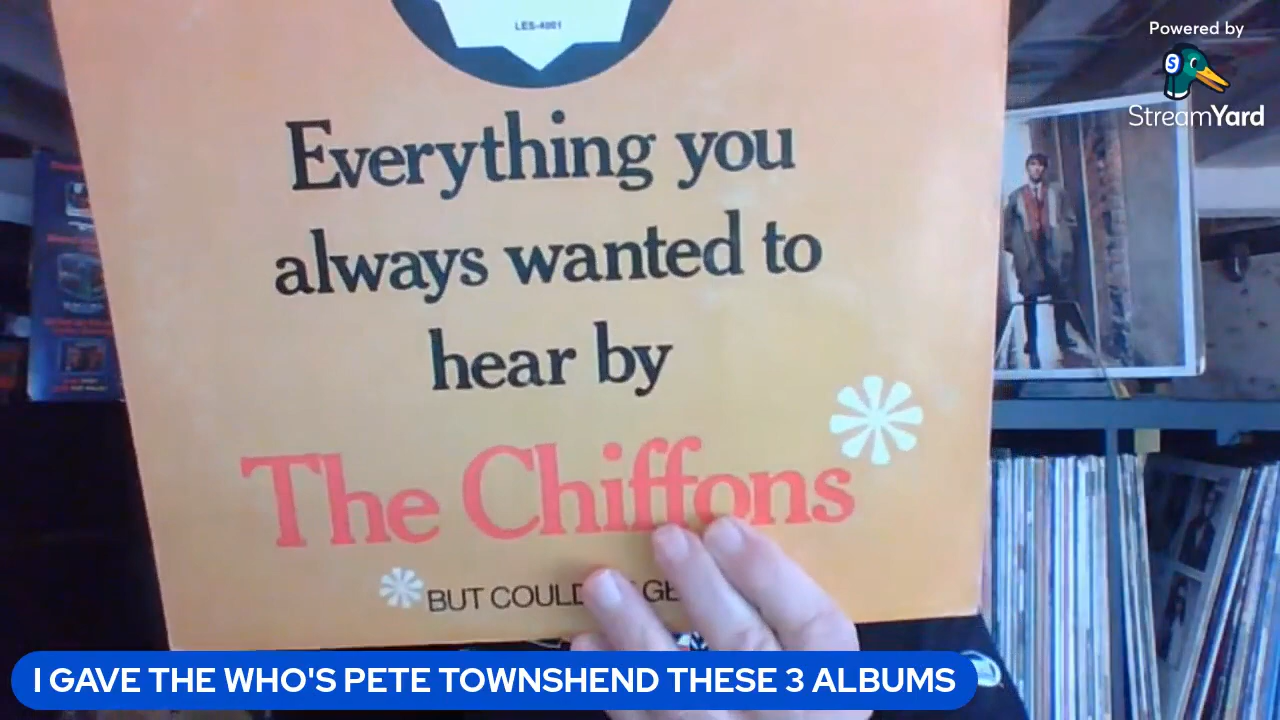 Powered by
S
StreamYard
LES-4001
Everything you
always wanted to
hear by
The Chiffons*
*BUT COULD GE
I GAVE THE WHO'S PETE TOWNSHEND THESE 3 ALBUMS